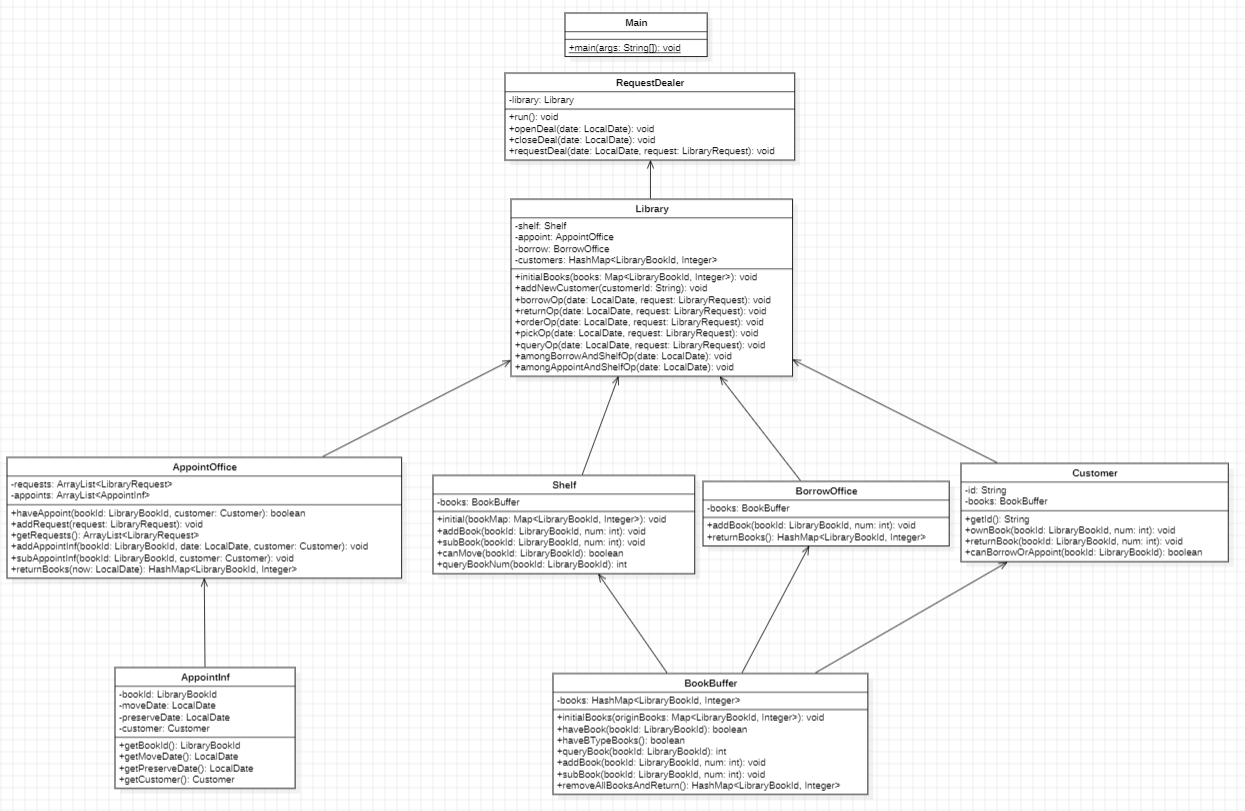 Main
+main(args: String[]): void
RequestDealer
-library: Library
+run(): void
+openDeal(date: LocalDate): void
+closeDeal(date: LocalDate): void
+requestDeal(date: LocalDate, request: LibraryRequest): void
Library
-shelf: Shelf
-appoint: AppointOffice
-borrow: BorrowOffice
-customers: HashMap<LibraryBookId, Integer>
+initialBooks(books: Map<LibraryBookId, Integer>): void
+addNewCustomer(customerId: String): void
+borrowOp(date: LocalDate, request: LibraryRequest): void
+returnOp(date: LocalDate, request: LibraryRequest): void
+orderOp(date: LocalDate, request: LibraryRequest): void
+pickOp(date: LocalDate, request: LibraryRequest): void
+queryOp(date: LocalDate, request: LibraryRequest): void
+amongBorrowAndShelfOp(date: LocalDate): void
+amongAppointAndShelfOp(date: LocalDate): void
AppointOffice
-requests: ArrayList<LibraryRequest>
-appoints: ArrayList<AppointInf>
+haveAppoint(bookId: LibraryBookId, customer: Customer): boolean
+addRequest(request: LibraryRequest): void
+getRequests(): ArrayList<LibraryRequest>
+addAppointInf(bookId: LibraryBookId, date: LocalDate, customer: Customer): void
+subAppointInf(bookId: LibraryBookId, customer: Customer): void
+returnBooks(now: LocalDate): HashMap<LibraryBookId, Integer>
Shelf
-books: BookBuffer
+initial(bookMap: Map<LibraryBookId, Integer>): void
+addBook(bookId: LibraryBookId, num: int): void
+subBook(bookId: LibraryBookId, num: int): void
+canMove(bookId: LibraryBookId): boolean
+queryBookNum(bookId: LibraryBookId): int
BorrowOffice
-books: BookBuffer
+addBook(bookId: LibraryBookId, num: int): void
+returnBooks(): HashMap<LibraryBookId, Integer>
Customer
-id: String
-books: BookBuffer
+getId(): String
+ownBook(bookId: LibraryBookId, num: int): void
+returnBook(bookId: LibraryBookId, num: int): void
+canBorrowOrAppoint(bookId: LibraryBookId): boolean
AppointInf
-bookId: LibraryBookId
-moveDate: LocalDate
-preserveDate: LocalDate
-customer: Customer
+getBookId(): LibraryBookId
+getMoveDate(): LocalDate
+getPreserveDate(): LocalDate
+getCustomer(): Customer
BookBuffer
-books: HashMap<LibraryBookId, Integer>
+initialBooks(originBooks: Map<LibraryBookId, Integer>): void
+haveBook(bookId: LibraryBookId): boolean
+haveBTypeBooks(): boolean
+queryBook(bookId: LibraryBookId): int
+addBook(bookId: LibraryBookId, num: int): void
+subBook(bookId: LibraryBookId, num: int): void
+removeAllBooksAndReturn(): HashMap<LibraryBookId, Integer>